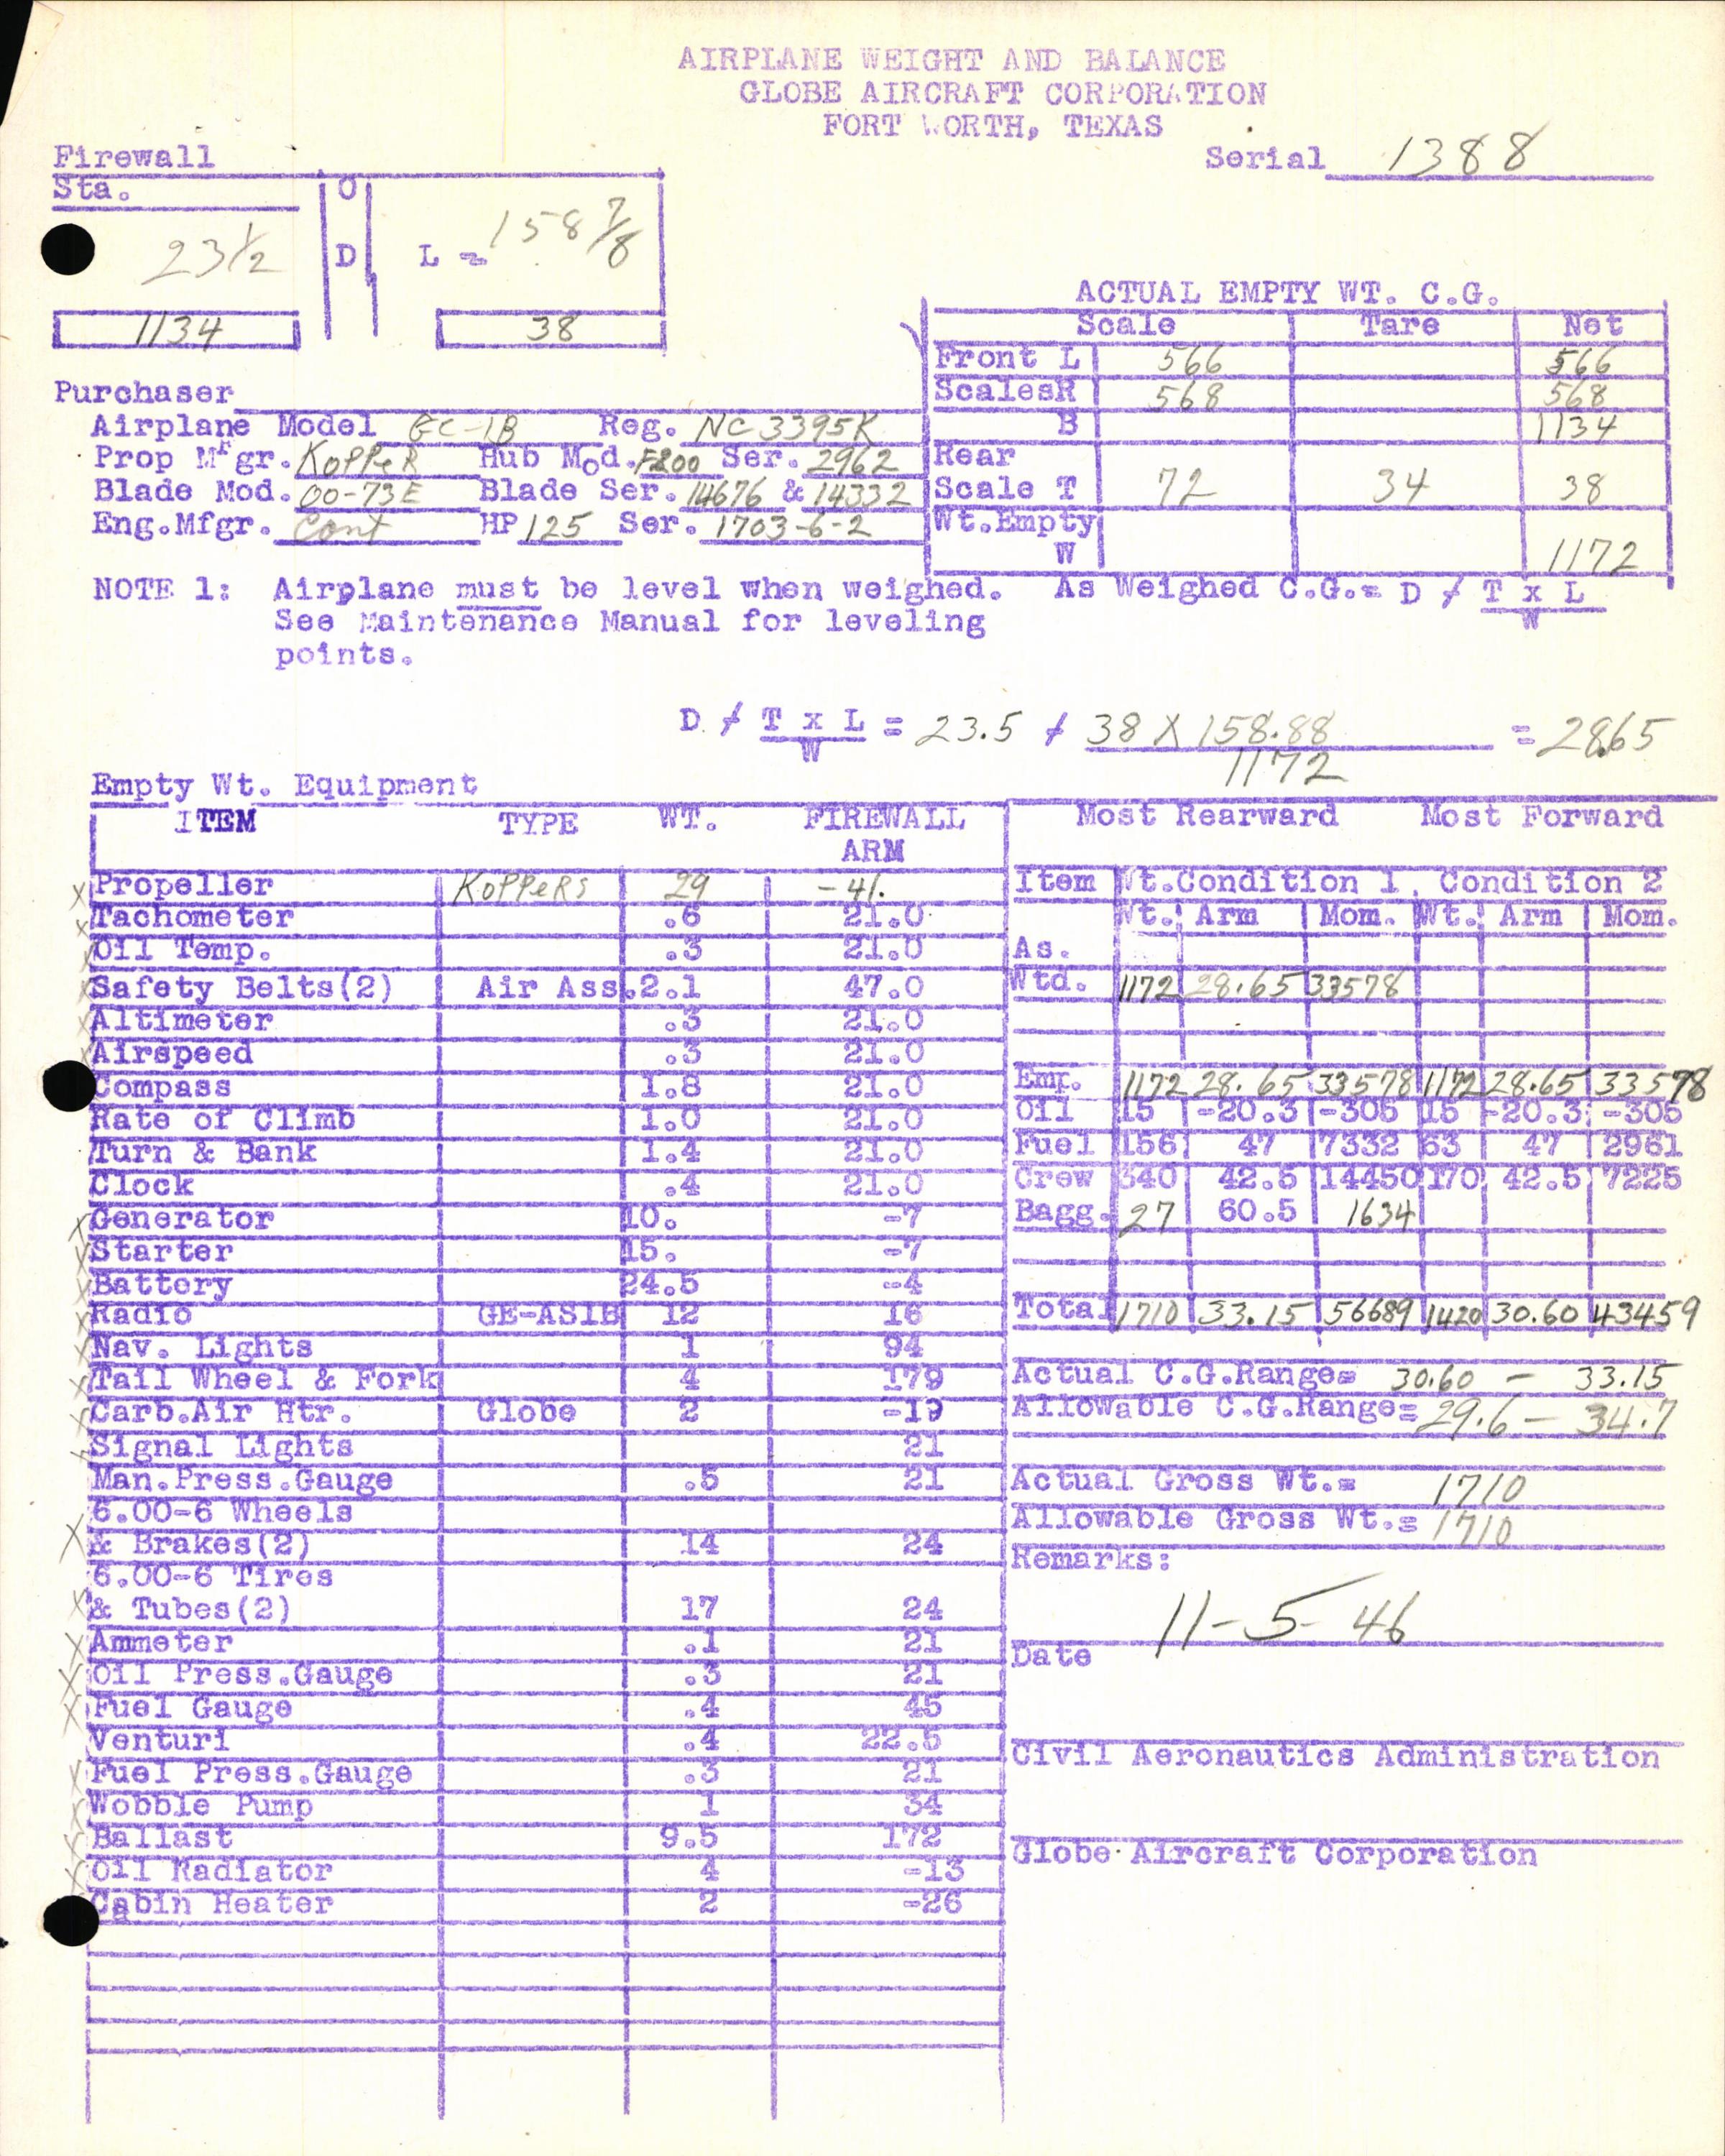 AIRPLANE WEIGHT AND BALANCE
GLOBE AIRCRAFT CORPORATION
FORT WORTH, TEXAS
Serial 1388
Firewall
Sta.
O
23 1/2
D
L = 158 7/8
1134
38
ACTUAL EMPTY WT. C.G.
Scale Tare Net
Front L 566 566
Scales R 568 568
B 1134
Rear
Scale T 72 34 38
Wt.Empty
W 1172
Purchaser
Airplane Model GC-1B Reg. NC 3395K
Prop Mfgr. KOPPER Hub Mod. F200 Ser. 2962
Blade Mod. 00-73E Blade Ser. 14676 & 14332
Eng.Mfgr. Cont HP 125 Ser. 1703-6-2
NOTE 1: Airplane must be level when weighed. As Weighed C.G.= D / T x L
W
See Maintenance Manual for leveling
points.
D / T x L = 23.5 / 38 X 158.88 = 28.65
W 1172
Empty Wt. Equipment
ITEM TYPE WT. FIREWALL
ARM
X Propeller KOPPERS 29 -41.
X Tachometer .6 21.0
X Oil Temp. .3 21.0
X Safety Belts(2) Air Ass. 2.1 47.0
X Altimeter .3 21.0
X Airspeed .3 21.0
Compass 1.8 21.0
Rate of Climb 1.0 21.0
Turn & Bank 1.4 21.0
Clock .4 21.0
X Generator 10. -7
X Starter 15. -7
X Battery 24.5 -4
X Radio GE-AS1B 12 16
X Nav. Lights 1 94
X Tail Wheel & Fork 4 179
X Carb.Air Htr. Globe 2 -19
X Signal Lights 21
Man.Press.Gauge .5 21
6.00-6 Wheels
X & Brakes(2) 14 24
6.00-6 Tires
X & Tubes(2) 17 24
X Ammeter .1 21
X Oil Press.Gauge .3 21
X Fuel Gauge .4 45
Venturi .4 22.5
X Fuel Press.Gauge .3 21
X Wobble Pump 1 34
X Ballast 9.5 172
X Oil Radiator 4 -13
Cabin Heater 2 -26
Most Rearward Most Forward
Item Wt.Condition 1. Condition 2
Wt. Arm Mom. Wt. Arm Mom.
As.
Wtd. 1172 28.65 33578
Emp. 1172 28.65 33578 1172 28.65 33578
Oil 15 -20.3 -305 15 -20.3 -305
Fuel 156 47 7332 63 47 2961
Crew 340 42.5 14450 170 42.5 7225
Bagg. 27 60.5 1634
Total 1710 33.15 56689 1420 30.60 43459
Actual C.G.Range= 30.60 - 33.15
Allowable C.G.Range= 29.6 - 34.7
Actual Gross Wt.= 1710
Allowable Gross Wt.= 1710
Remarks:
11-5-46
Date
Civil Aeronautics Administration
Globe Aircraft Corporation